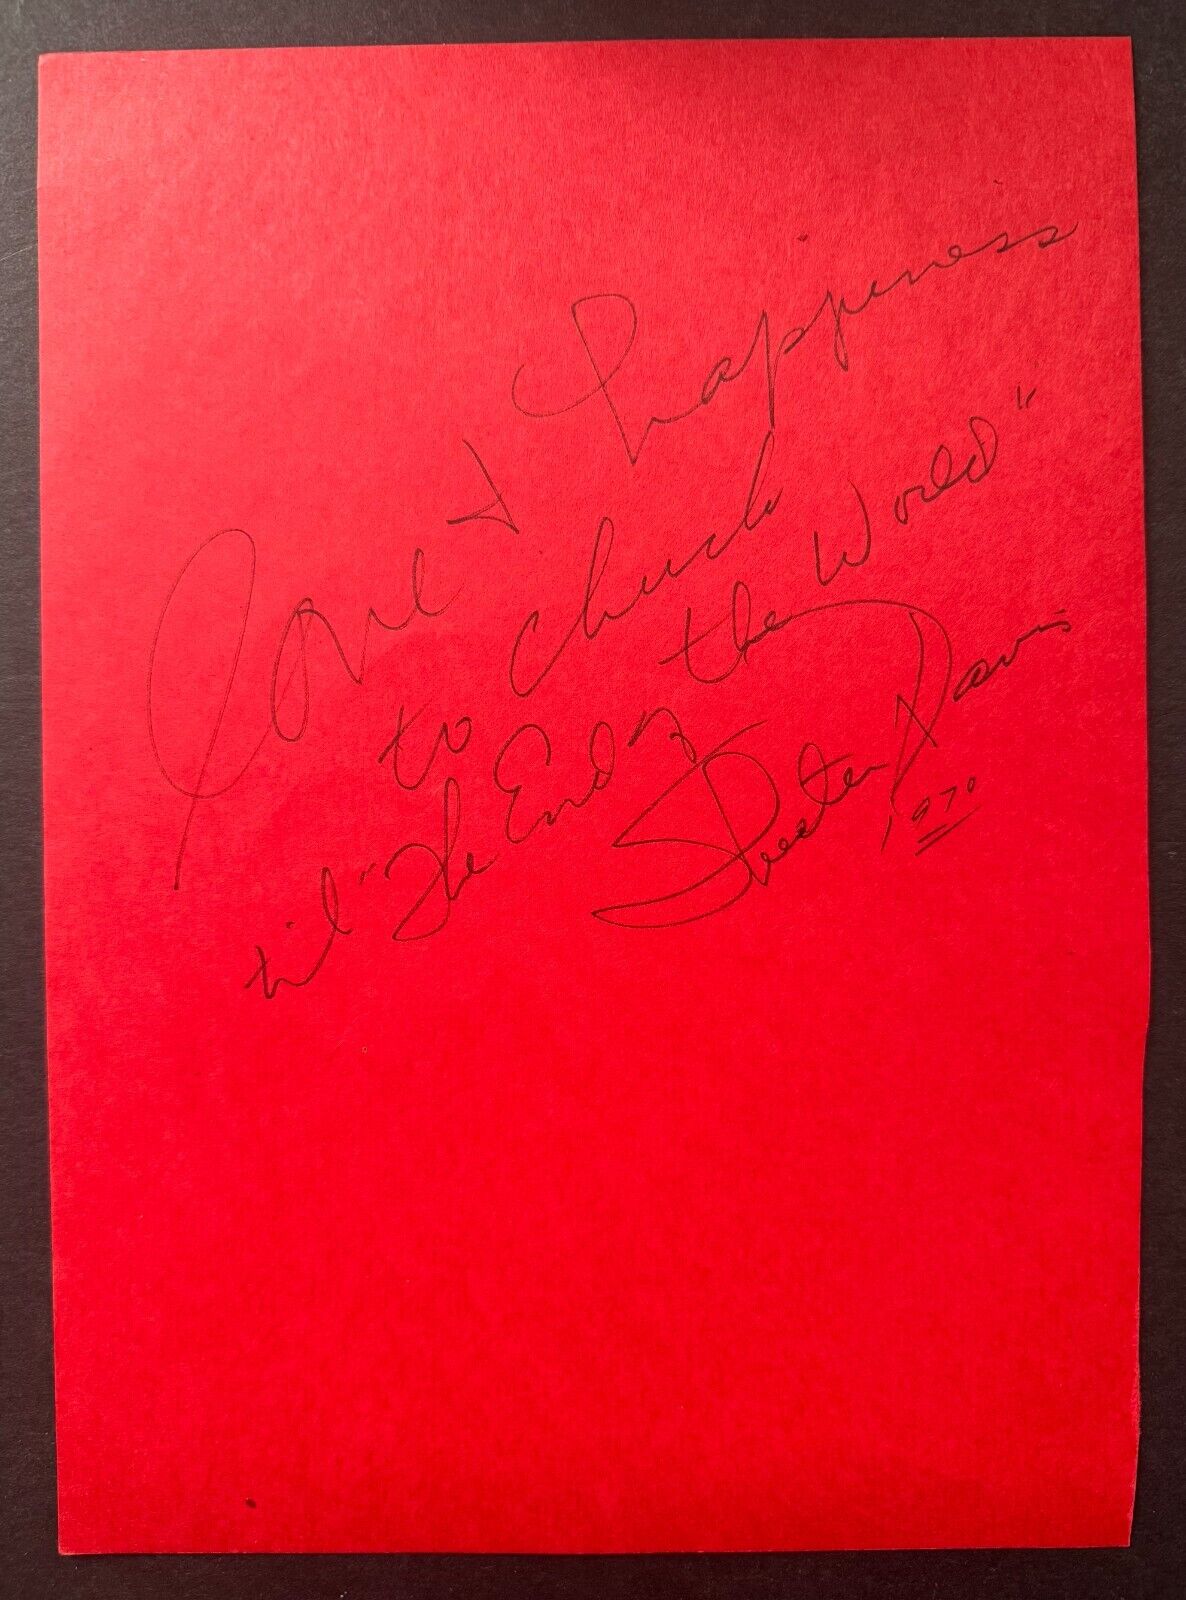 Love & happiness
to Chuck
til "The End of the World"
Skeeter Davis
1970